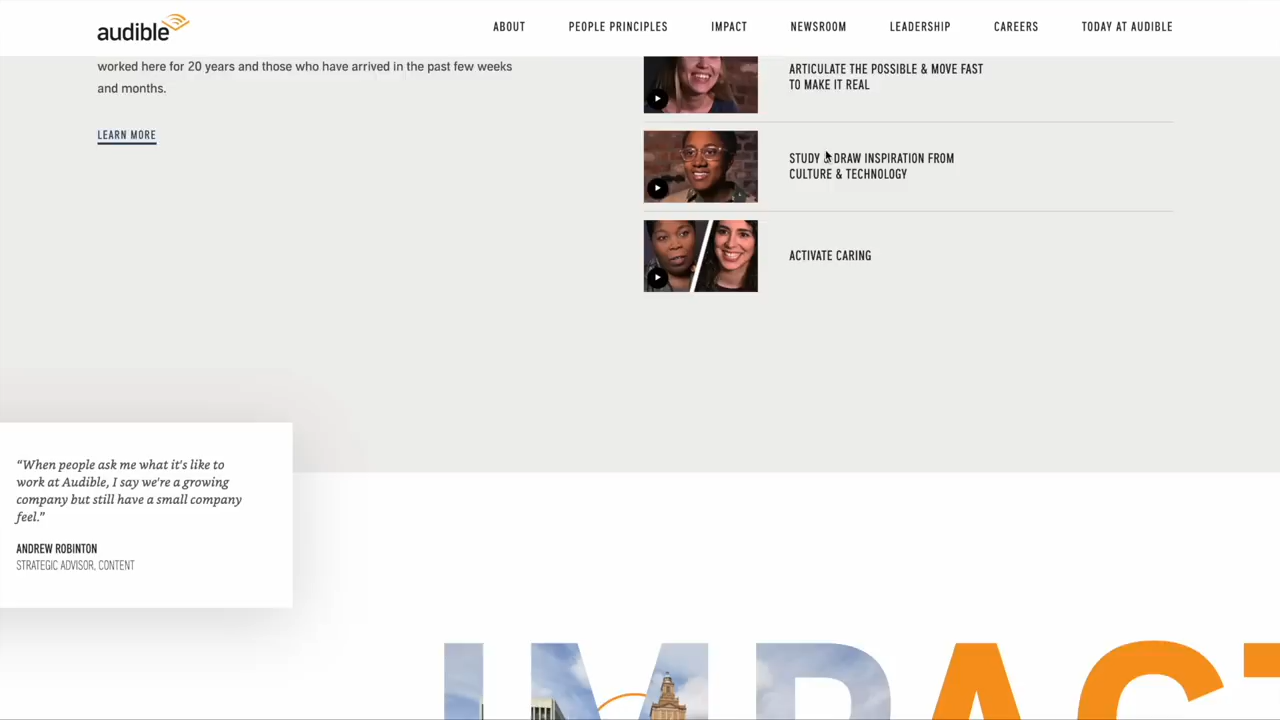 audible
ABOUT
PEOPLE PRINCIPLES
IMPACT
NEWSROOM
LEADERSHIP
CAREERS
TODAY AT AUDIBLE
worked here for 20 years and those who have arrived in the past few weeks
and months.
LEARN MORE
ARTICULATE THE POSSIBLE & MOVE FAST
TO MAKE IT REAL
STUDY & DRAW INSPIRATION FROM
CULTURE & TECHNOLOGY
ACTIVATE CARING
“When people ask me what it's like to
work at Audible, I say we're a growing
company but still have a small company
feel.”
ANDREW ROBINTON
STRATEGIC ADVISOR, CONTENT
IMPACT